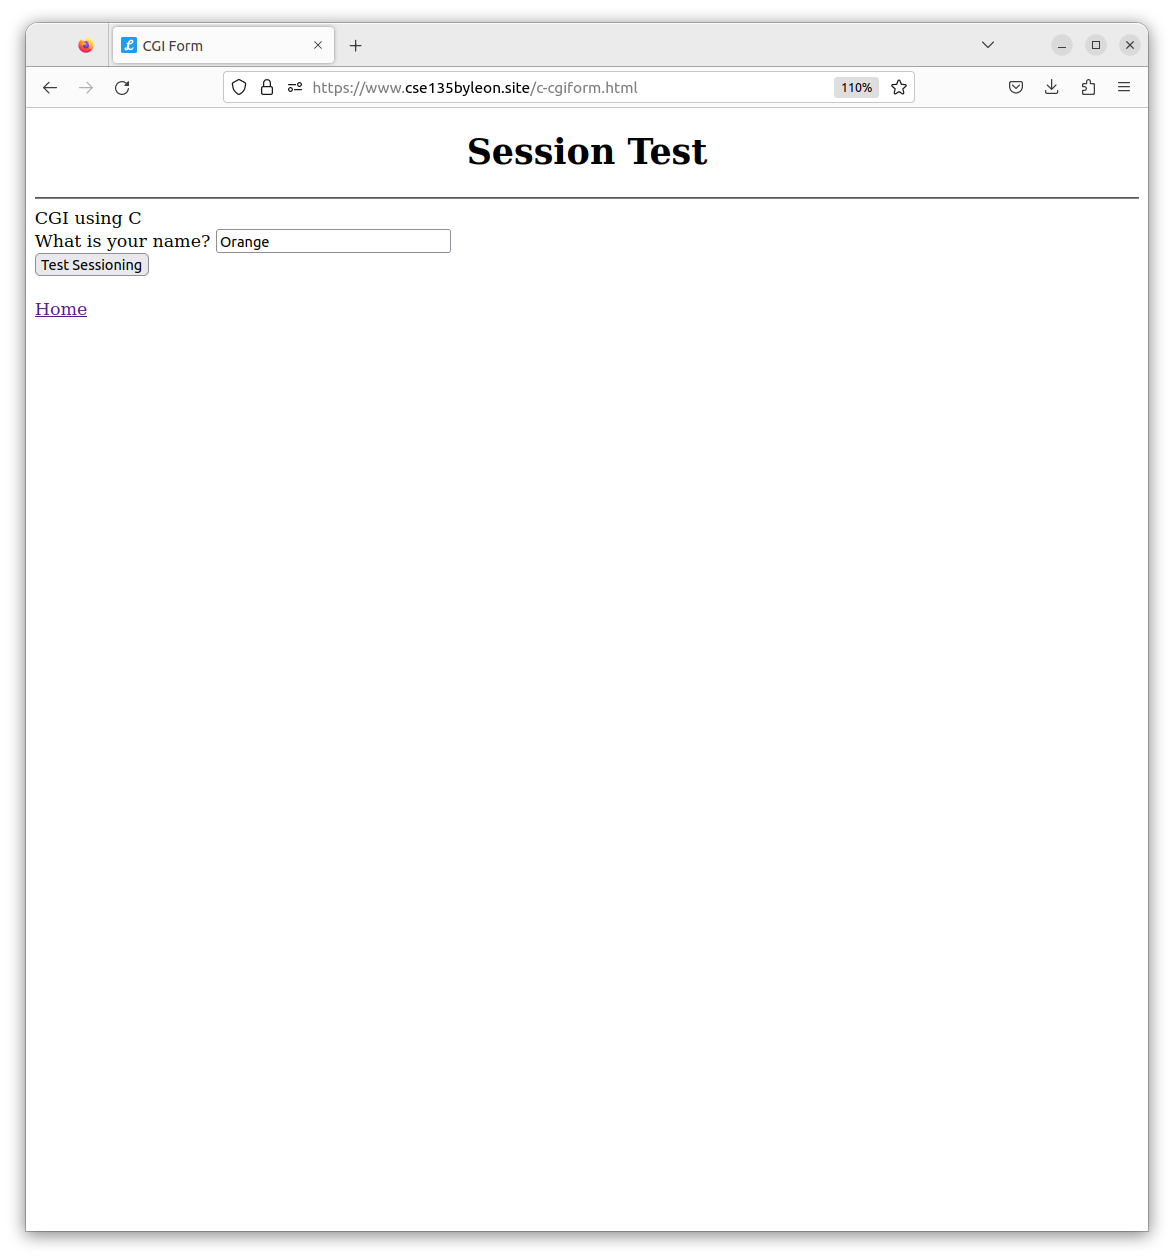 CGI Form
https://www.cse135byleon.site/c-cgiform.html 110%
Session Test
CGI using C
What is your name? Orange
Test Sessioning
Home